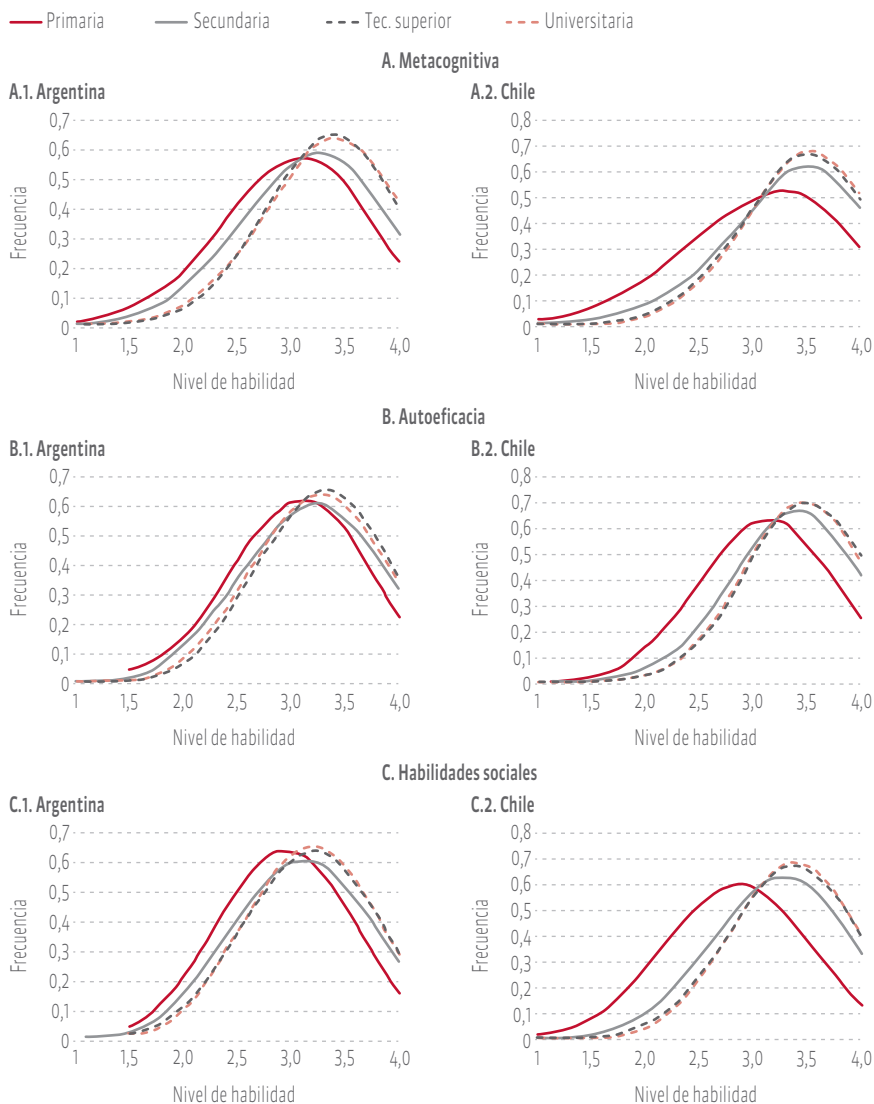 Primaria Secundaria Tec. superior Universitaria
A. Metacognitiva
A.1. Argentina
0,7
0,6
0,5
0,4
0,3
0,2
0,1
0
Frecuencia
1 1,5 2,0 2,5 3,0 3,5 4,0
Nivel de habilidad
A.2. Chile
0,8
0,7
0,6
0,5
0,4
0,3
0,2
0,1
0
Frecuencia
1 1,5 2,0 2,5 3,0 3,5 4,0
Nivel de habilidad
B. Autoeficacia
B.1. Argentina
0,7
0,6
0,5
0,4
0,3
0,2
0,1
0
Frecuencia
1 1,5 2,0 2,5 3,0 3,5 4,0
Nivel de habilidad
B.2. Chile
0,8
0,7
0,6
0,5
0,4
0,3
0,2
0,1
0
Frecuencia
1 1,5 2,0 2,5 3,0 3,5 4,0
Nivel de habilidad
C. Habilidades sociales
C.1. Argentina
0,7
0,6
0,5
0,4
0,3
0,2
0,1
0
Frecuencia
1 1,5 2,0 2,5 3,0 3,5 4,0
Nivel de habilidad
C.2. Chile
0,8
0,7
0,6
0,5
0,4
0,3
0,2
0,1
0
Frecuencia
1 1,5 2,0 2,5 3,0 3,5 4,0
Nivel de habilidad